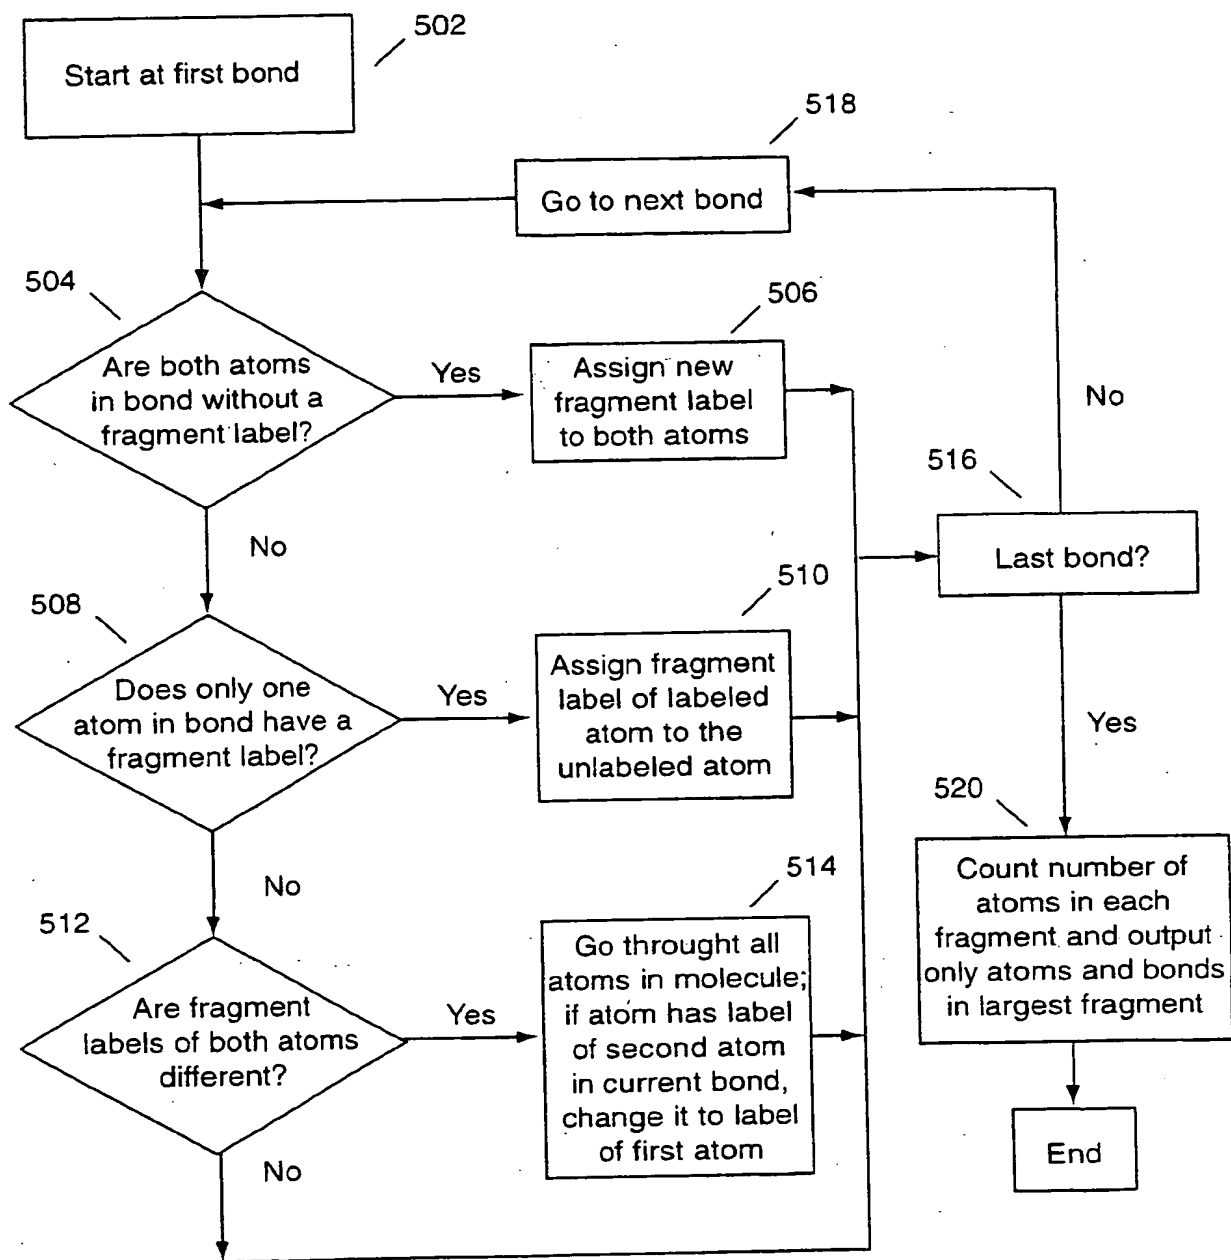 502
Start at first bond
518
Go to next bond
504
Are both atoms
in bond without a
fragment label?
Yes
506
Assign new
fragment label
to both atoms
No
516
Last bond?
No
508
Does only one
atom in bond have a
fragment label?
Yes
510
Assign fragment
label of labeled
atom to the
unlabeled atom
Yes
520
Count number of
atoms in each
fragment and output
only atoms and bonds
in largest fragment
No
512
Are fragment
labels of both atoms
different?
Yes
514
Go throught all
atoms in molecule;
if atom has label
of second atom
in current bond,
change it to label
of first atom
End
No